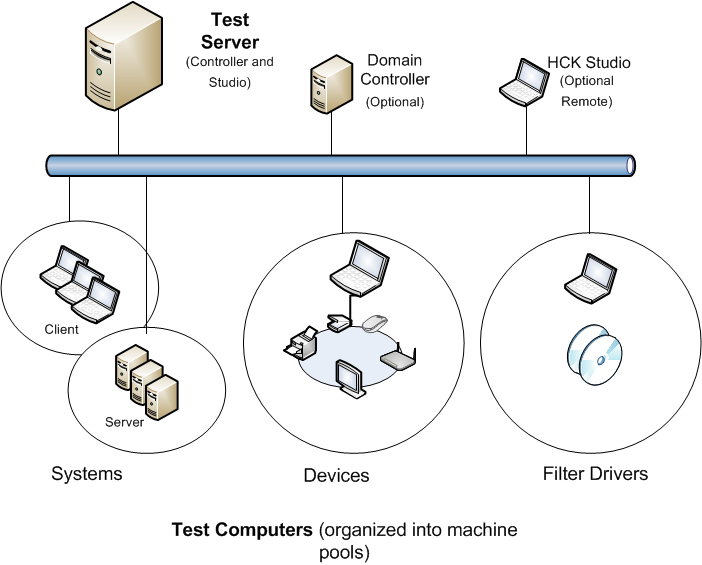 Test
Server
(Controller and
Studio)
Domain
Controller
(Optional)
HCK Studio
(Optional
Remote)
Client
Server
Systems
Devices
Filter Drivers
Test Computers (organized into machine
pools)